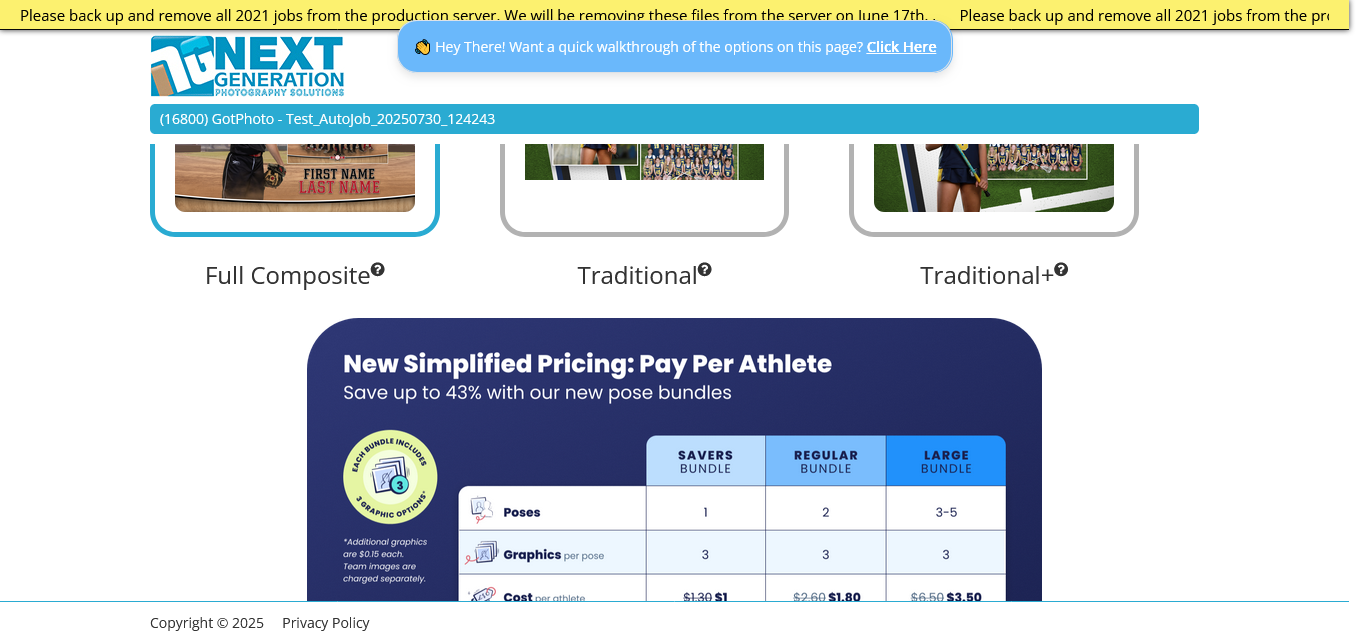 Please back up and remove all 2021 jobs from the production server. We will be removing these files from the server on June 17th. . Please back up and remove all 2021 jobs from the pr
👋 Hey There! Want a quick walkthrough of the options on this page? Click Here
NEXT
GENERATION
PHOTOGRAPHY SOLUTIONS
(16800) GotPhoto - Test_AutoJob_20250730_124243
FIRST NAME
LAST NAME
Full Composite
Traditional
Traditional+
New Simplified Pricing: Pay Per Athlete
Save up to 43% with our new pose bundles
EACH BUNDLE INCLUDES
3
3 GRAPHIC OPTIONS*
*Additional graphics
are $0.15 each.
Team images are
charged separately.
SAVERS
BUNDLE
REGULAR
BUNDLE
LARGE
BUNDLE
Poses 1 2 3-5
Graphics per pose 3 3 3
Cost per athlete $1.30 $1 $2.60 $1.80 $6.50 $3.50
Copyright © 2025 Privacy Policy